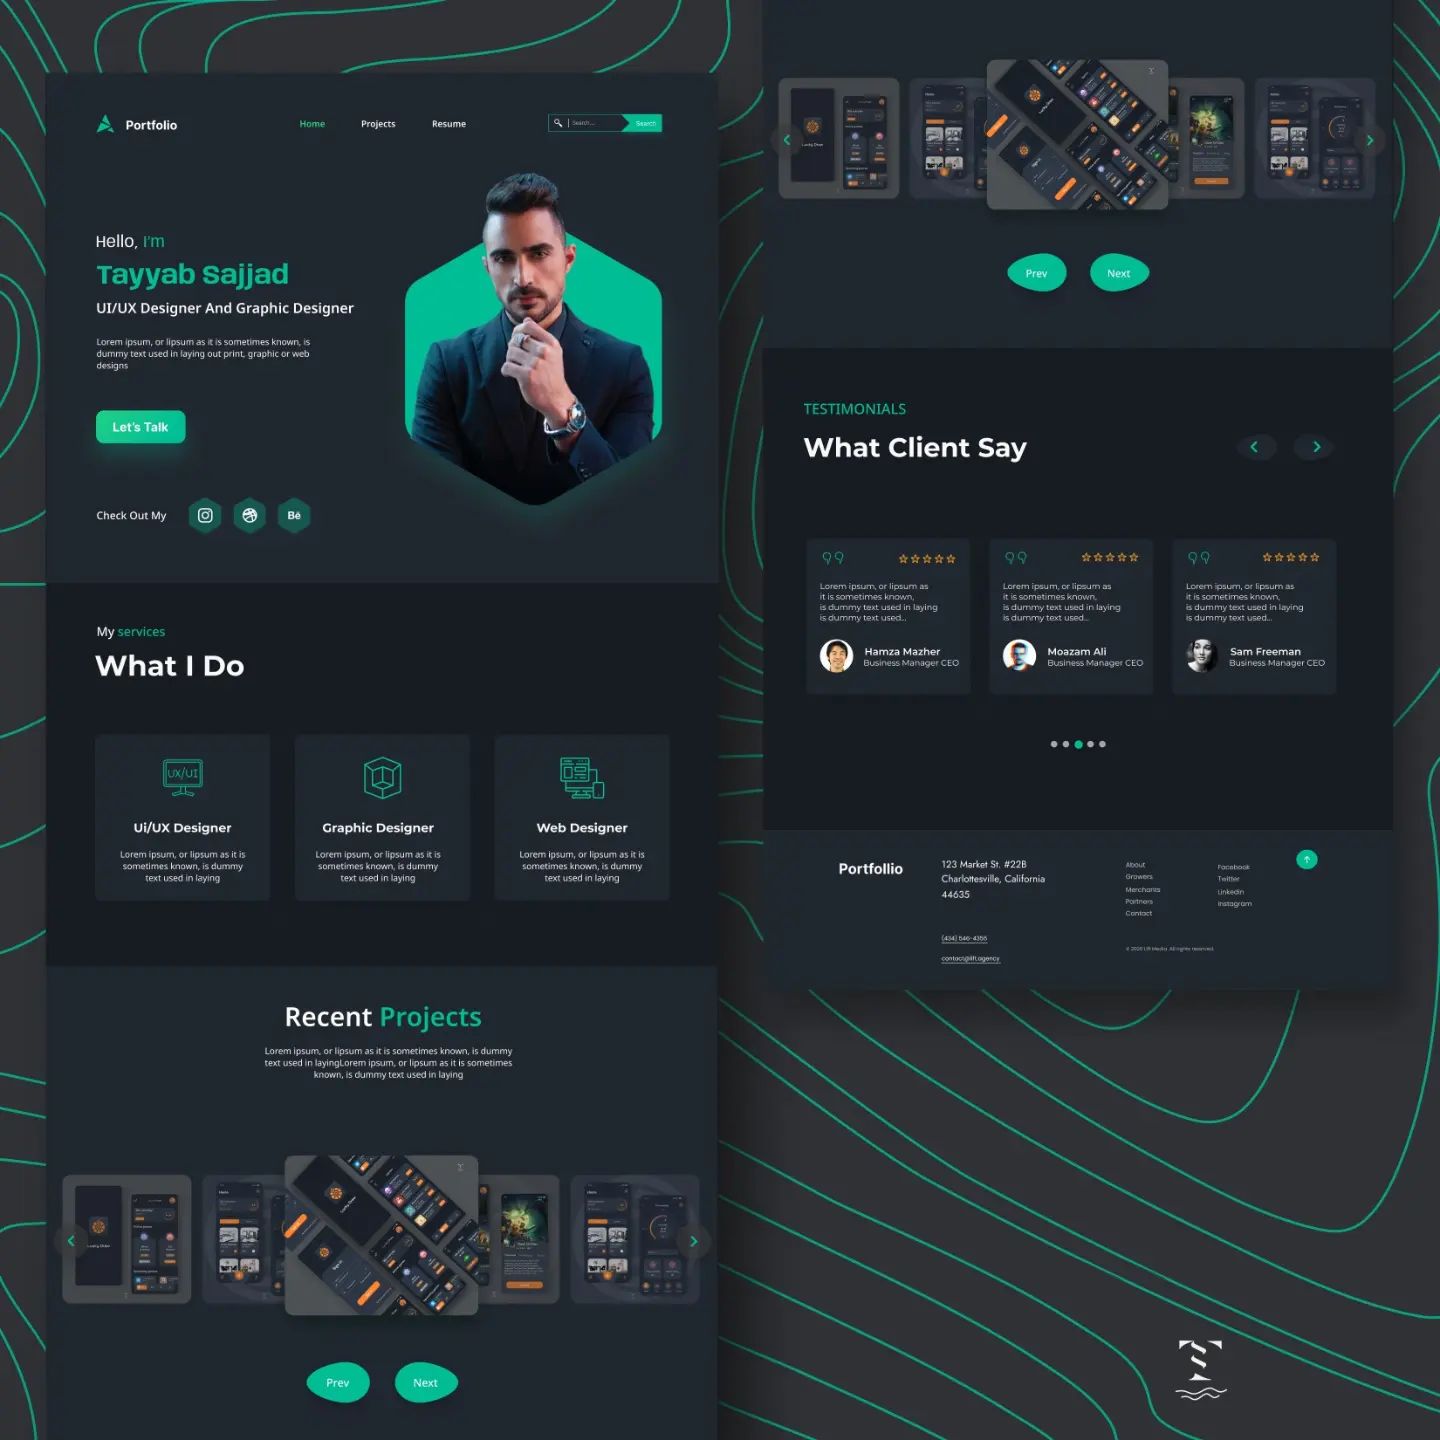 Portfolio
Home
Projects
Resume
Search...
Search
Hello, I'm
Tayyab Sajjad
UI/UX Designer And Graphic Designer
Lorem ipsum, or lipsum as it is sometimes known, is
dummy text used in laying out print, graphic or web
designs
Let's Talk
Check Out My
Bē
My services
What I Do
UX/UI
Ui/UX Designer
Lorem ipsum, or lipsum as it is
sometimes known, is dummy
text used in laying
Graphic Designer
Lorem ipsum, or lipsum as it is
sometimes known, is dummy
text used in laying
Web Designer
Lorem ipsum, or lipsum as it is
sometimes known, is dummy
text used in laying
Recent Projects
Lorem ipsum, or lipsum as it is sometimes known, is dummy
text used in layingLorem ipsum, or lipsum as it is sometimes
known, is dummy text used in laying
Prev
Next
Prev
Next
TESTIMONIALS
What Client Say
Lorem ipsum, or lipsum as
it is sometimes known,
is dummy text used in laying
is dummy text used...
Hamza Mazher
Business Manager CEO
Lorem ipsum, or lipsum as
it is sometimes known,
is dummy text used in laying
is dummy text used...
Moazam Ali
Business Manager CEO
Lorem ipsum, or lipsum as
it is sometimes known,
is dummy text used in laying
is dummy text used...
Sam Freeman
Business Manager CEO
Portfollio
123 Market St. #22B
Charlottesville, California
44635
(434) 546-4356
contact@lift.agency
About
Growers
Merchants
Partners
Contact
Facebook
Twitter
Linkedin
Instagram
© 2020 Lift Media. All rights reserved.